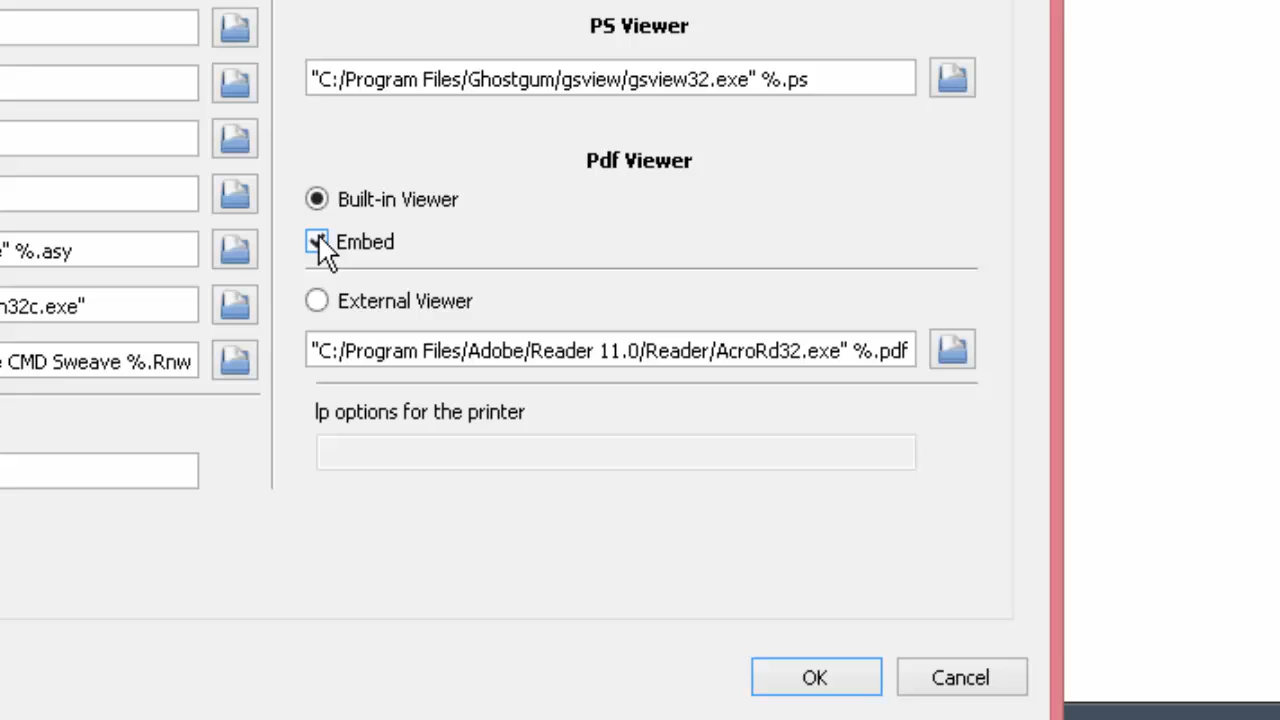 PS Viewer
"C:/Program Files/Ghostgum/gsview/gsview32.exe" %.ps
Pdf Viewer
Built-in Viewer
" %.asy
Embed
n32c.exe"
External Viewer
CMD Sweave %.Rnw
"C:/Program Files/Adobe/Reader 11.0/Reader/AcroRd32.exe" %.pdf
lp options for the printer
OK
Cancel